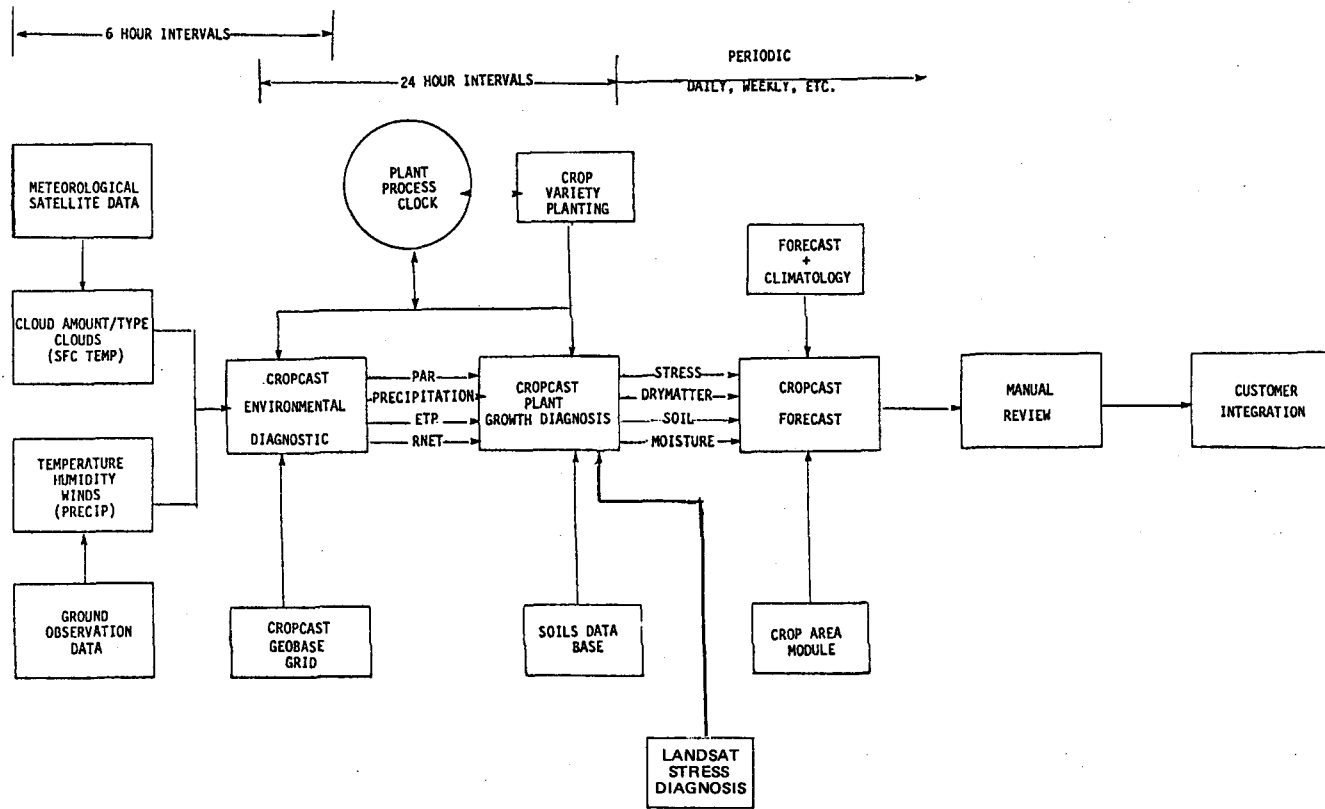 6 HOUR INTERVALS
24 HOUR INTERVALS
PERIODIC
DAILY, WEEKLY, ETC.
METEOROLOGICAL
SATELLITE DATA
PLANT
PROCESS
CLOCK
CROP
VARIETY
PLANTING
FORECAST
+
CLIMATOLOGY
CLOUD AMOUNT/TYPE
CLOUDS
(SFC TEMP)
CROPCAST
ENVIRONMENTAL
DIAGNOSTIC
PAR
PRECIPITATION
ETP
RNET
CROPCAST
PLANT
GROWTH DIAGNOSIS
STRESS
DRYMATTER
SOIL
MOISTURE
CROPCAST
FORECAST
MANUAL
REVIEW
CUSTOMER
INTEGRATION
TEMPERATURE
HUMIDITY
WINDS
(PRECIP)
GROUND
OBSERVATION
DATA
CROPCAST
GEOBASE
GRID
SOILS DATA
BASE
CROP AREA
MODULE
LANDSAT
STRESS
DIAGNOSIS